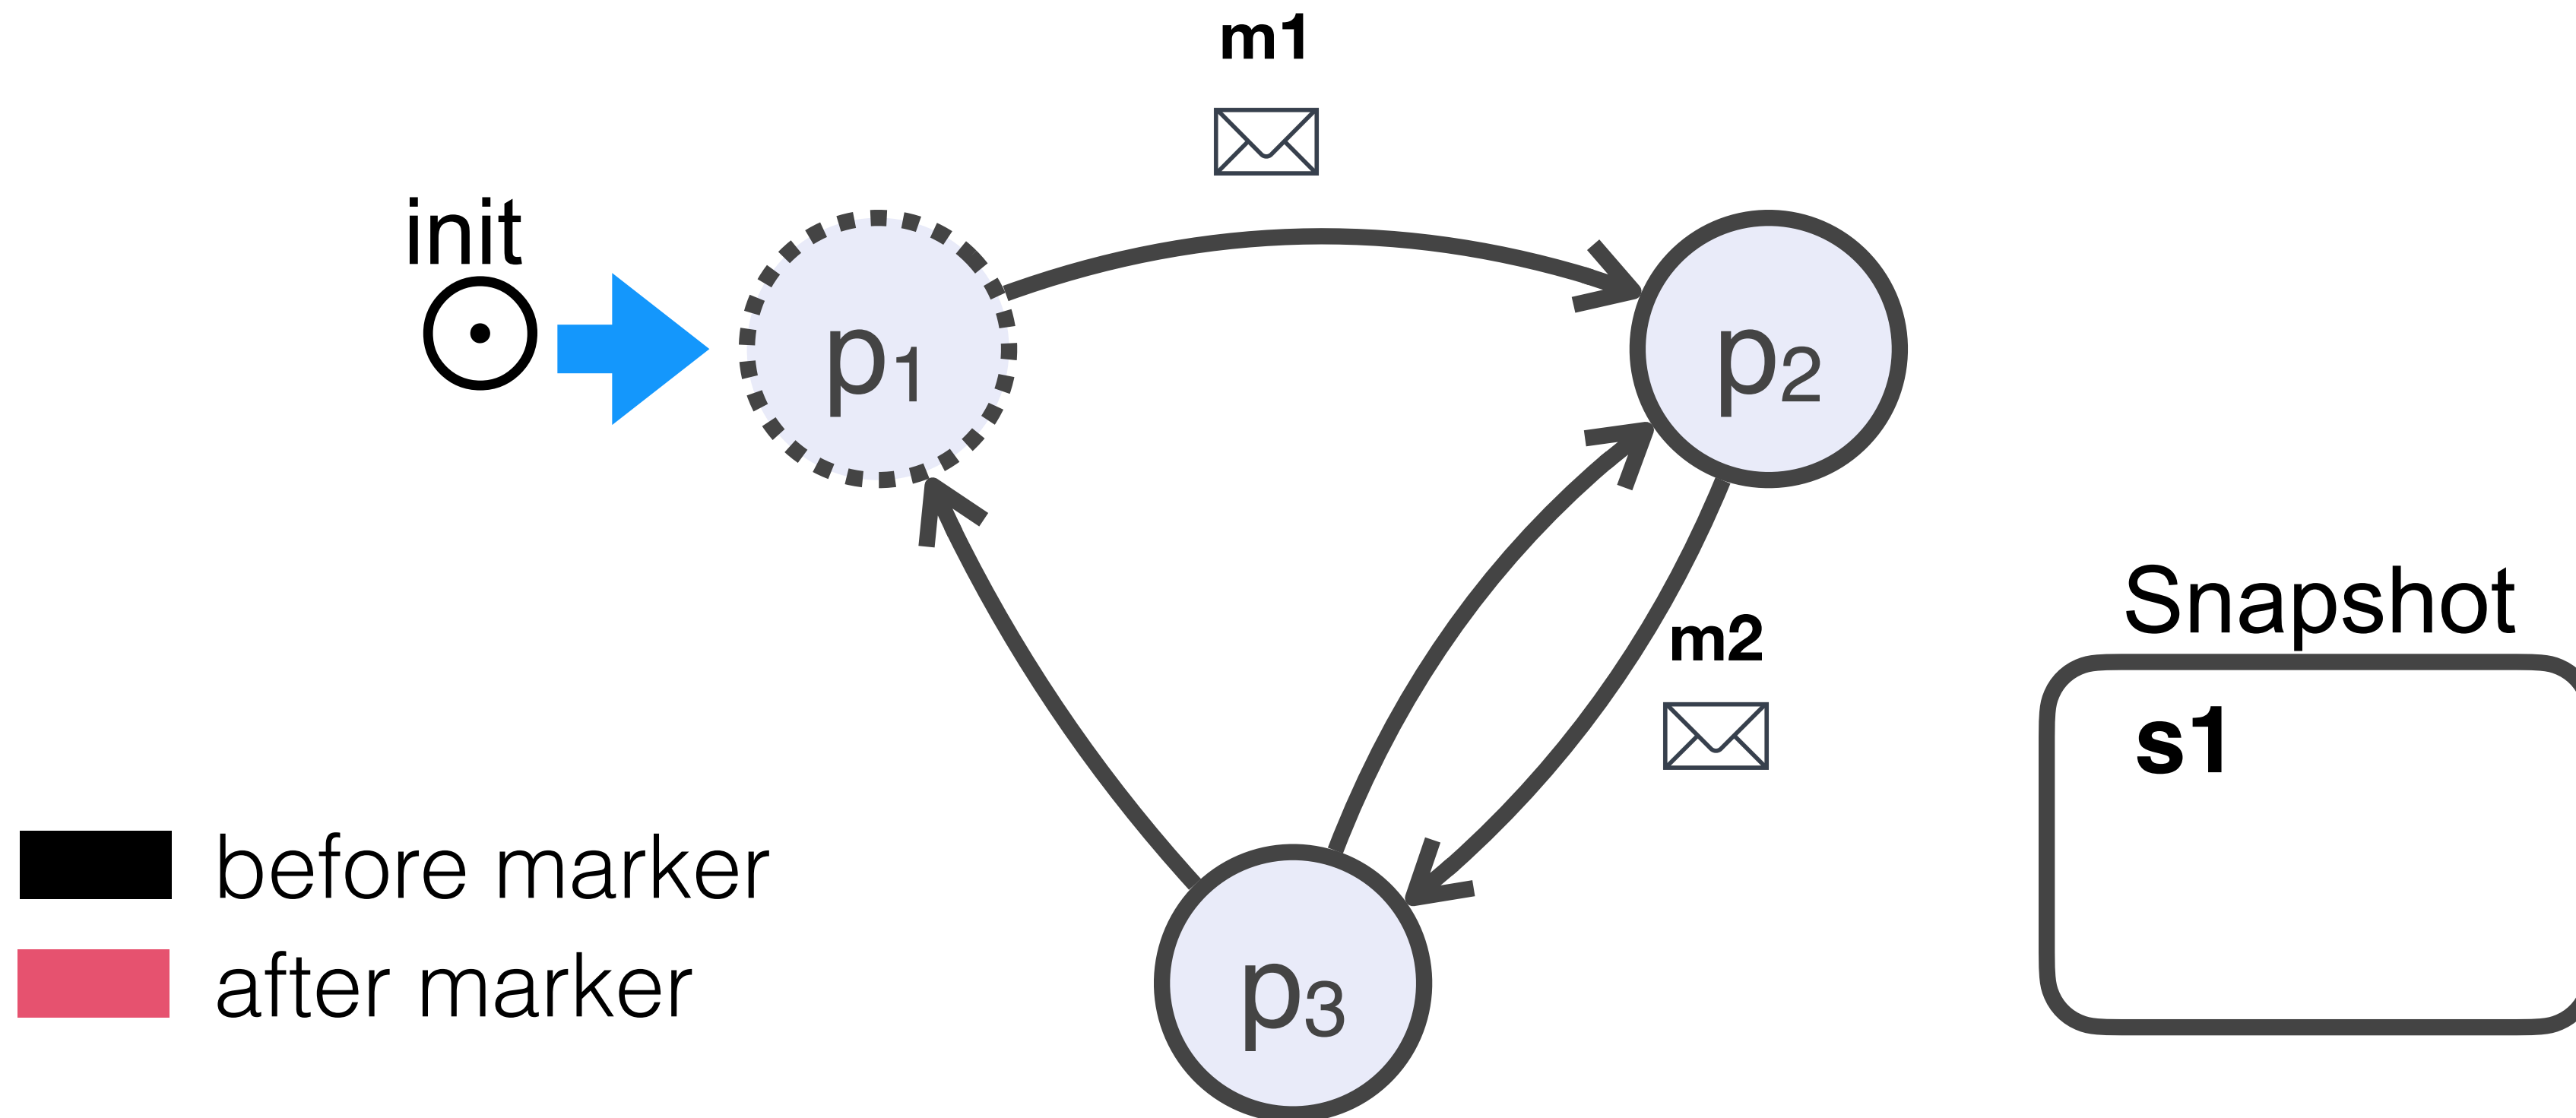 m1
init
p1
p2
m2
Snapshot
s1
before marker
after marker
p3